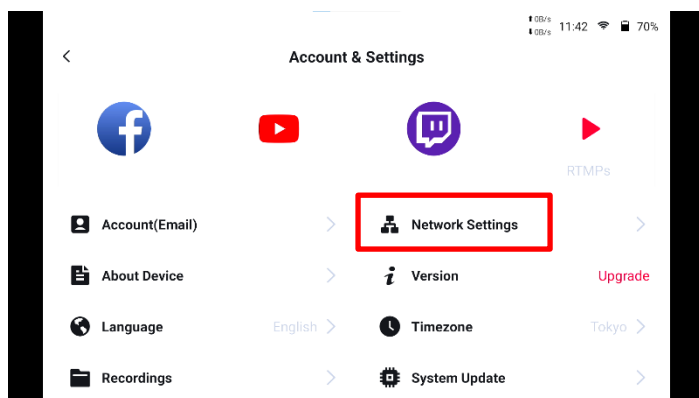 ⬆ 0B/s
⬇ 0B/s 11:42 70%
< Account & Settings
RTMPs
Account(Email) > Network Settings >
About Device > Version Upgrade
Language English > Timezone Tokyo >
Recordings > System Update >